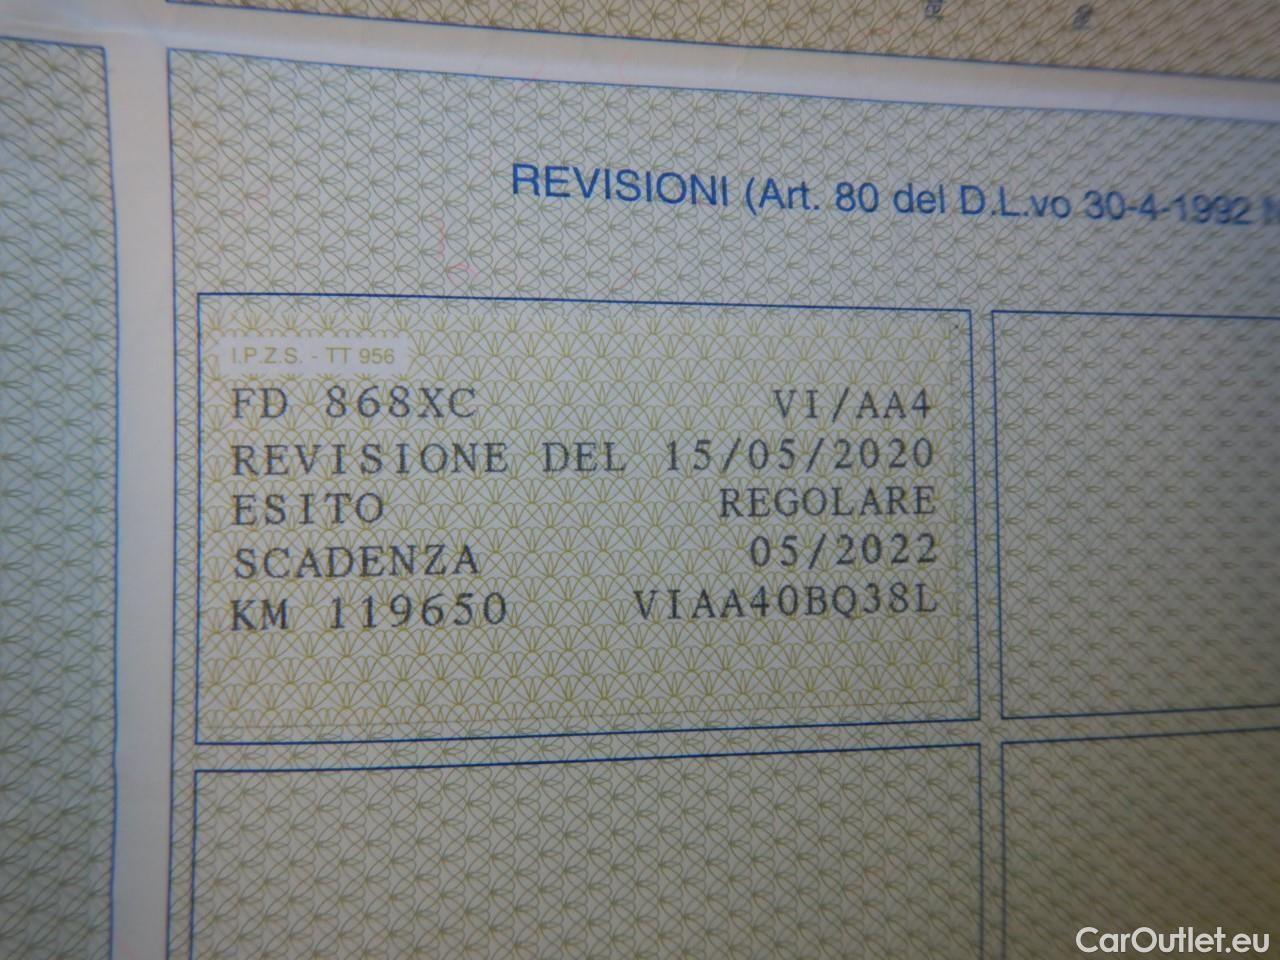 REVISIONI (Art. 80 del D.L.vo 30-4-1992
I.P.Z.S. - TT 956
FD 868XC VI/AA4
REVISIONE DEL 15/05/2020
ESITO REGOLARE
SCADENZA 05/2022
KM 119650 VIAA40BQ38L
CarOutlet.eu